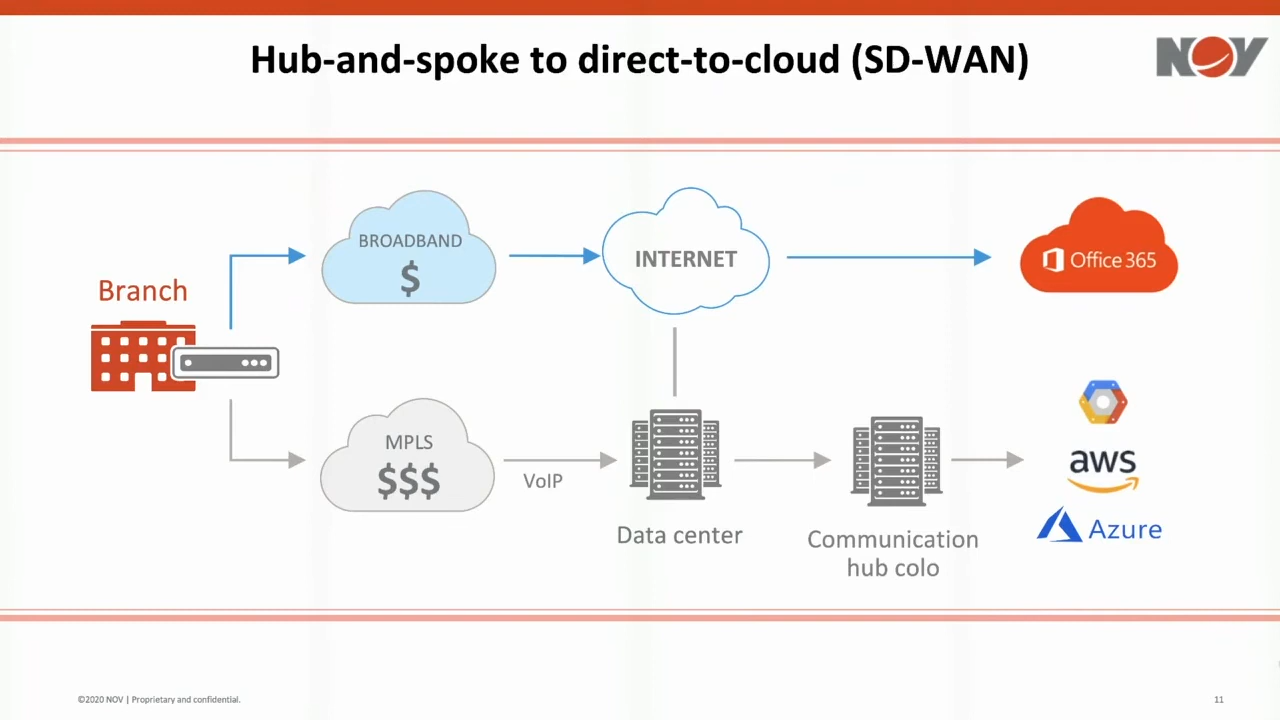 Hub-and-spoke to direct-to-cloud (SD-WAN)
NOV
BROADBAND
$
INTERNET
Office 365
Branch
MPLS
$$$
VoIP
Data center
Communication
hub colo
aws
Azure
©2020 NOV | Proprietary and confidential.
11